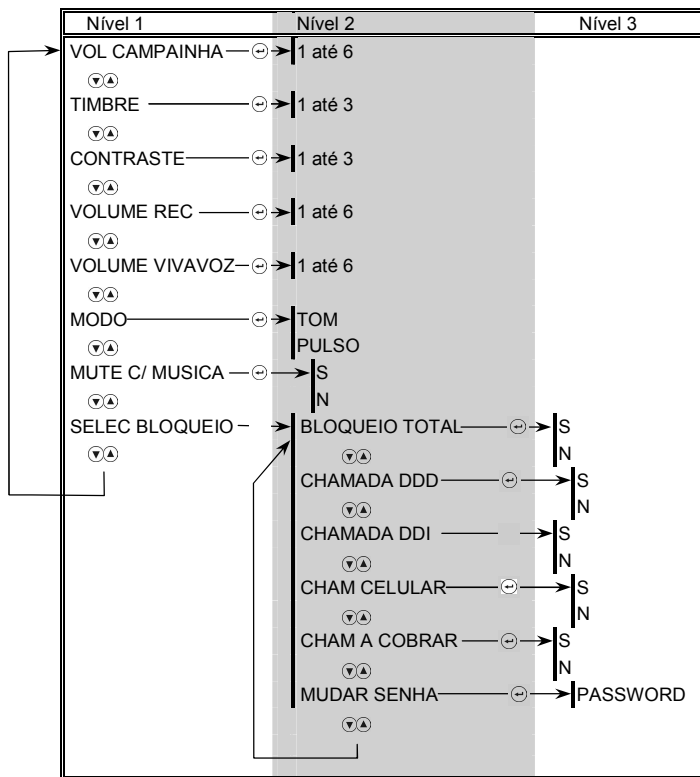 Nível 1 Nível 2 Nível 3
VOL CAMPAINHA 1 até 6
TIMBRE 1 até 3
CONTRASTE 1 até 3
VOLUME REC 1 até 6
VOLUME VIVAVOZ 1 até 6
MODO TOM
PULSO
MUTE C/ MUSICA S
N
SELEC BLOQUEIO BLOQUEIO TOTAL S
N
CHAMADA DDD S
N
CHAMADA DDI S
N
CHAM CELULAR S
N
CHAM A COBRAR S
N
MUDAR SENHA PASSWORD